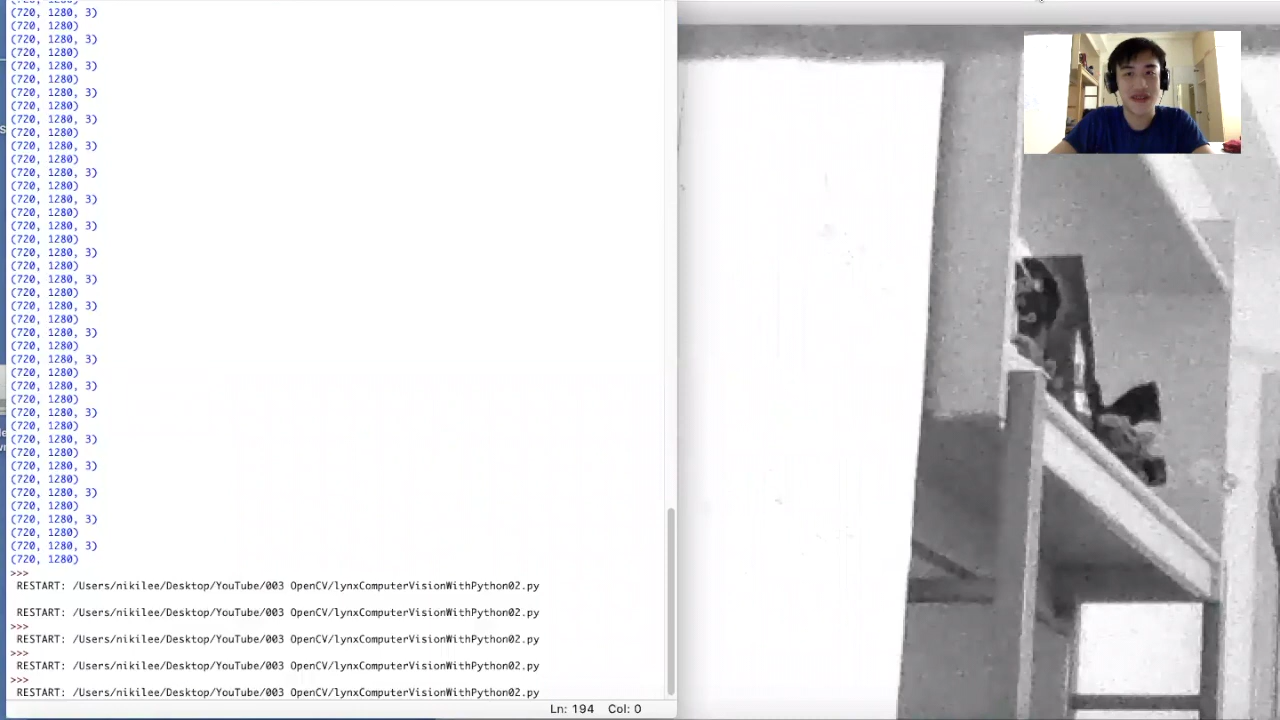 (720, 1280, 3)
(720, 1280)
(720, 1280, 3)
(720, 1280)
(720, 1280, 3)
(720, 1280)
(720, 1280, 3)
(720, 1280)
(720, 1280, 3)
(720, 1280)
(720, 1280, 3)
(720, 1280)
(720, 1280, 3)
(720, 1280)
(720, 1280, 3)
(720, 1280)
(720, 1280, 3)
(720, 1280)
(720, 1280, 3)
(720, 1280)
(720, 1280, 3)
(720, 1280)
(720, 1280, 3)
(720, 1280)
(720, 1280, 3)
(720, 1280)
(720, 1280, 3)
(720, 1280)
(720, 1280, 3)
(720, 1280)
(720, 1280, 3)
(720, 1280)
(720, 1280, 3)
(720, 1280)
(720, 1280, 3)
(720, 1280)
(720, 1280, 3)
(720, 1280)
(720, 1280, 3)
(720, 1280)
(720, 1280, 3)
(720, 1280)
>>>
RESTART: /Users/nikilee/Desktop/YouTube/003 OpenCV/lynxComputerVisionWithPython02.py
RESTART: /Users/nikilee/Desktop/YouTube/003 OpenCV/lynxComputerVisionWithPython02.py
>>>
RESTART: /Users/nikilee/Desktop/YouTube/003 OpenCV/lynxComputerVisionWithPython02.py
>>>
RESTART: /Users/nikilee/Desktop/YouTube/003 OpenCV/lynxComputerVisionWithPython02.py
>>>
RESTART: /Users/nikilee/Desktop/YouTube/003 OpenCV/lynxComputerVisionWithPython02.py
Ln: 194 Col: 0